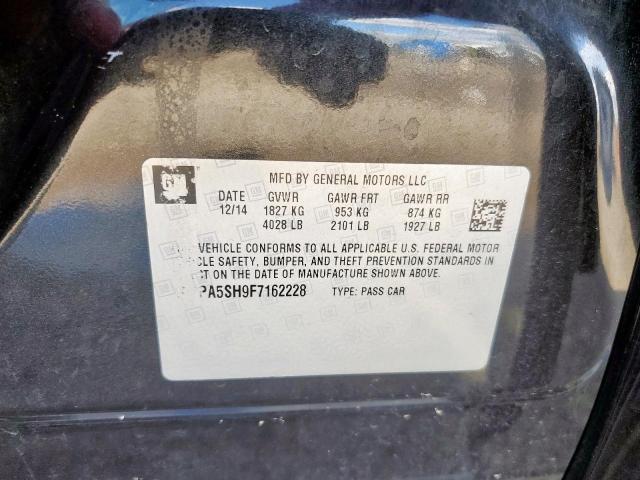 GM
MFD BY GENERAL MOTORS LLC
DATE GVWR GAWR FRT GAWR RR
12/14 1827 KG 953 KG 874 KG
4028 LB 2101 LB 1927 LB
VEHICLE CONFORMS TO ALL APPLICABLE U.S. FEDERAL MOTOR
CLE SAFETY, BUMPER, AND THEFT PREVENTION STANDARDS IN
CT ON THE DATE OF MANUFACTURE SHOWN ABOVE.
PA5SH9F7162228 TYPE: PASS CAR